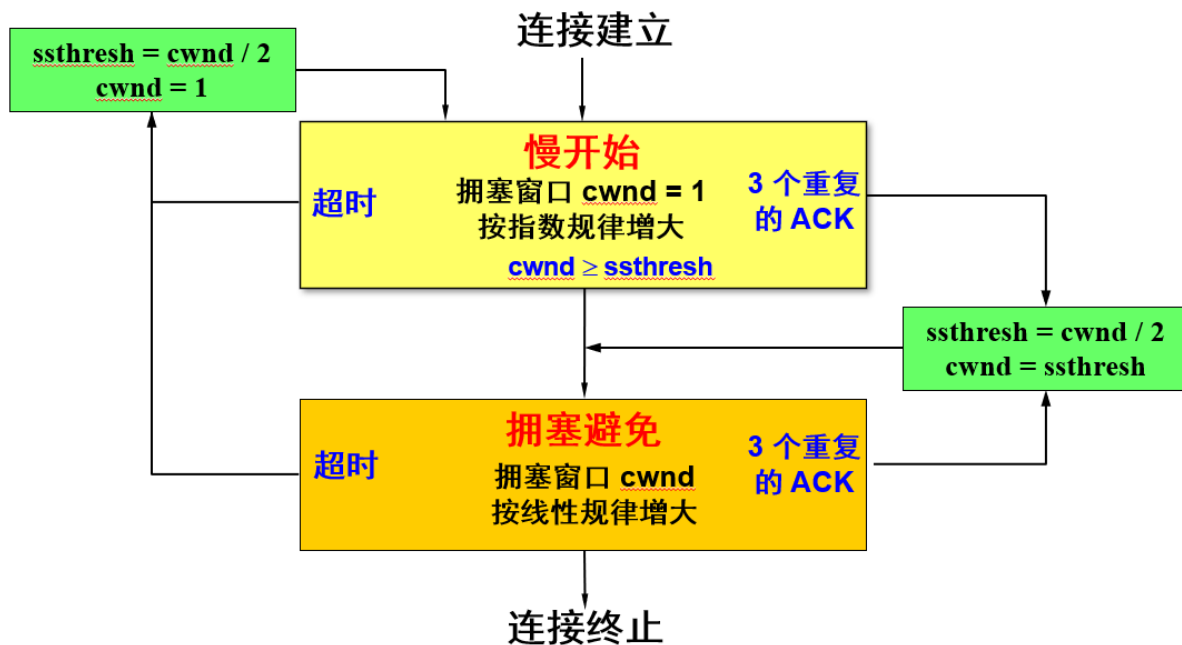 连接建立
ssthresh = cwnd / 2
cwnd = 1
慢开始
超时
拥塞窗口 cwnd = 1
按指数规律增大
3 个重复
的 ACK
cwnd ≥ ssthresh
ssthresh = cwnd / 2
cwnd = ssthresh
拥塞避免
超时
拥塞窗口 cwnd
按线性规律增大
3 个重复
的 ACK
连接终止